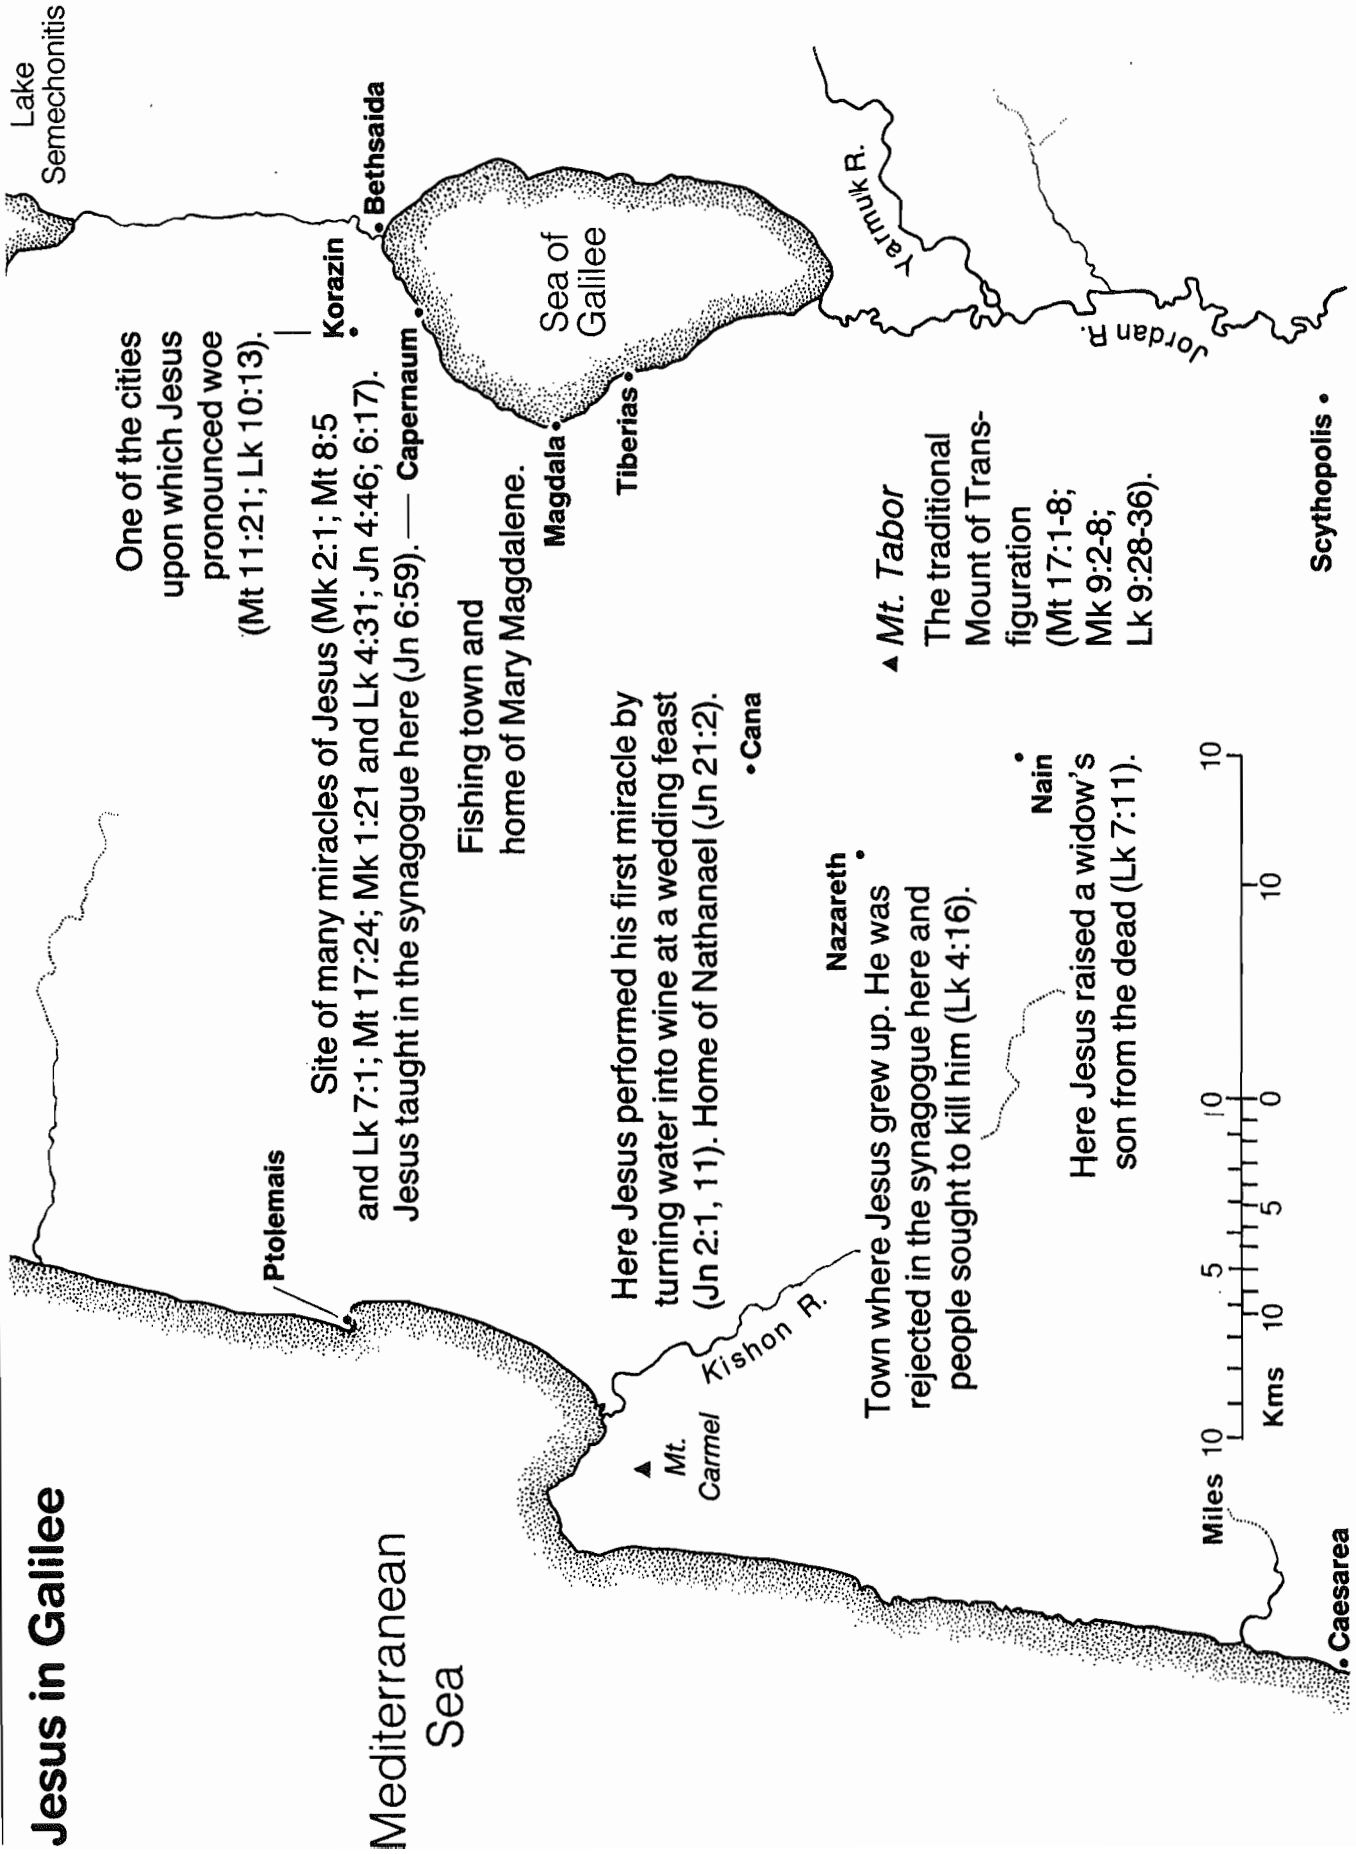 Jesus in Galilee
Lake
Semechonitis
One of the cities
upon which Jesus
pronounced woe
(Mt 11:21; Lk 10:13).
Korazin
Bethsaida
Ptolemais
Site of many miracles of Jesus (Mk 2:1; Mt 8:5
and Lk 7:1; Mt 17:24; Mk 1:21 and Lk 4:31; Jn 4:46; 6:17).
Jesus taught in the synagogue here (Jn 6:59). — Capernaum
Mediterranean
Sea
Fishing town and
home of Mary Magdalene.
Magdala
Sea of
Galilee
Tiberias
Here Jesus performed his first miracle by
turning water into wine at a wedding feast
(Jn 2:1, 11). Home of Nathanael (Jn 21:2).
Cana
Mt.
Carmel
Kishon R.
Nazareth
Town where Jesus grew up. He was
rejected in the synagogue here and
people sought to kill him (Lk 4:16).
Mt. Tabor
The traditional
Mount of Trans-
figuration
(Mt 17:1-8;
Mk 9:2-8;
Lk 9:28-36).
Yarmuk R.
Jordan R.
Nain
Here Jesus raised a widow's
son from the dead (Lk 7:11).
Miles 10 5 0 10
Kms 10 5 0 10
Scythopolis
Caesarea